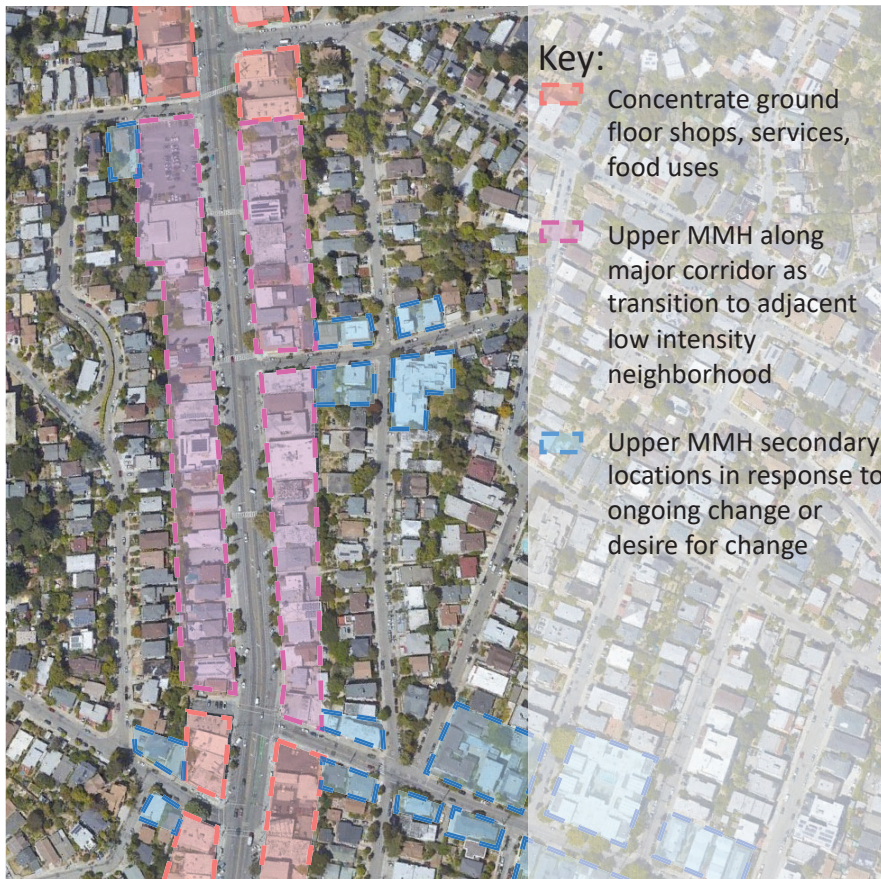 Key:
Concentrate ground
floor shops, services,
food uses
Upper MMH along
major corridor as
transition to adjacent
low intensity
neighborhood
Upper MMH secondary
locations in response to
ongoing change or
desire for change